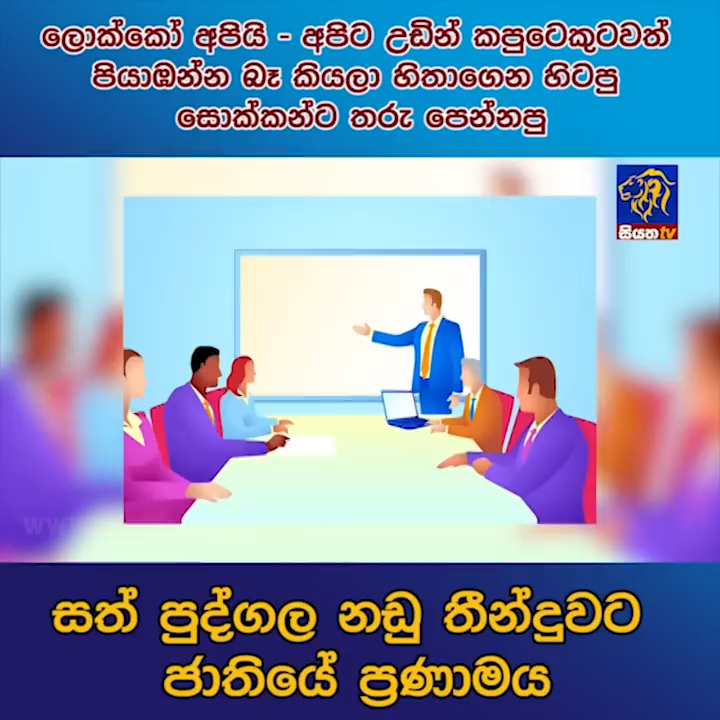 ලොක්කෝ අපියි - අපිට උඩින් කපුටෙකුටවත්
පියාඹන්න බෑ කියලා හිතාගෙන හිටපු
සොක්කන්ට තරු පෙන්නපු
සියත tv
සත් පුද්ගල නඩු තීන්දුවට
ජාතියේ ප්‍රණාමය